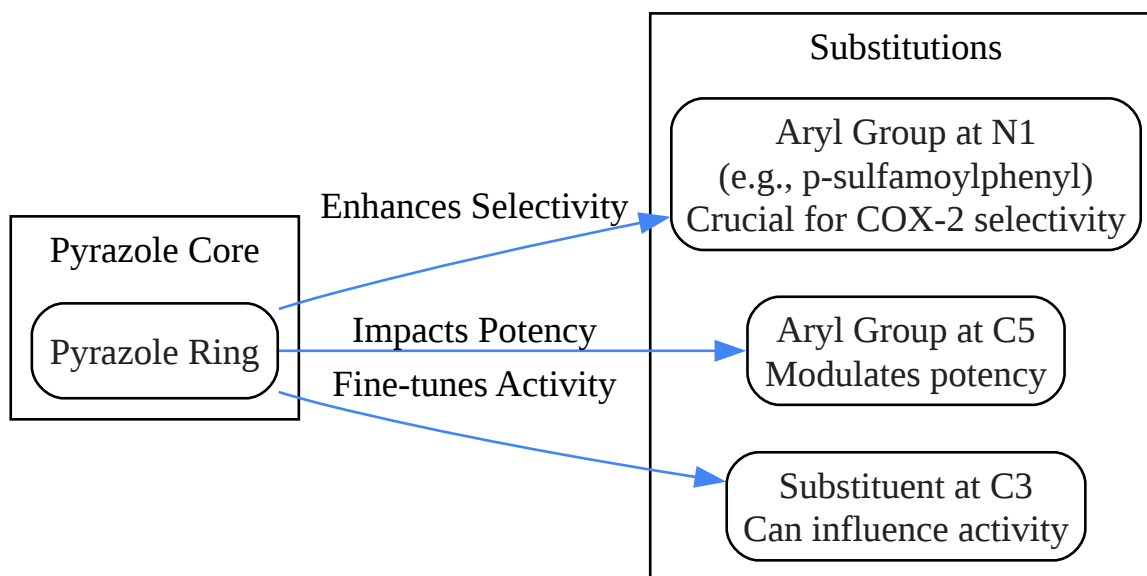 Substitutions
Aryl Group at N1
(e.g., p-sulfamoylphenyl)
Crucial for COX-2 selectivity
Enhances Selectivity
Pyrazole Core
Pyrazole Ring
Impacts Potency
Aryl Group at C5
Modulates potency
Fine-tunes Activity
Substituent at C3
Can influence activity